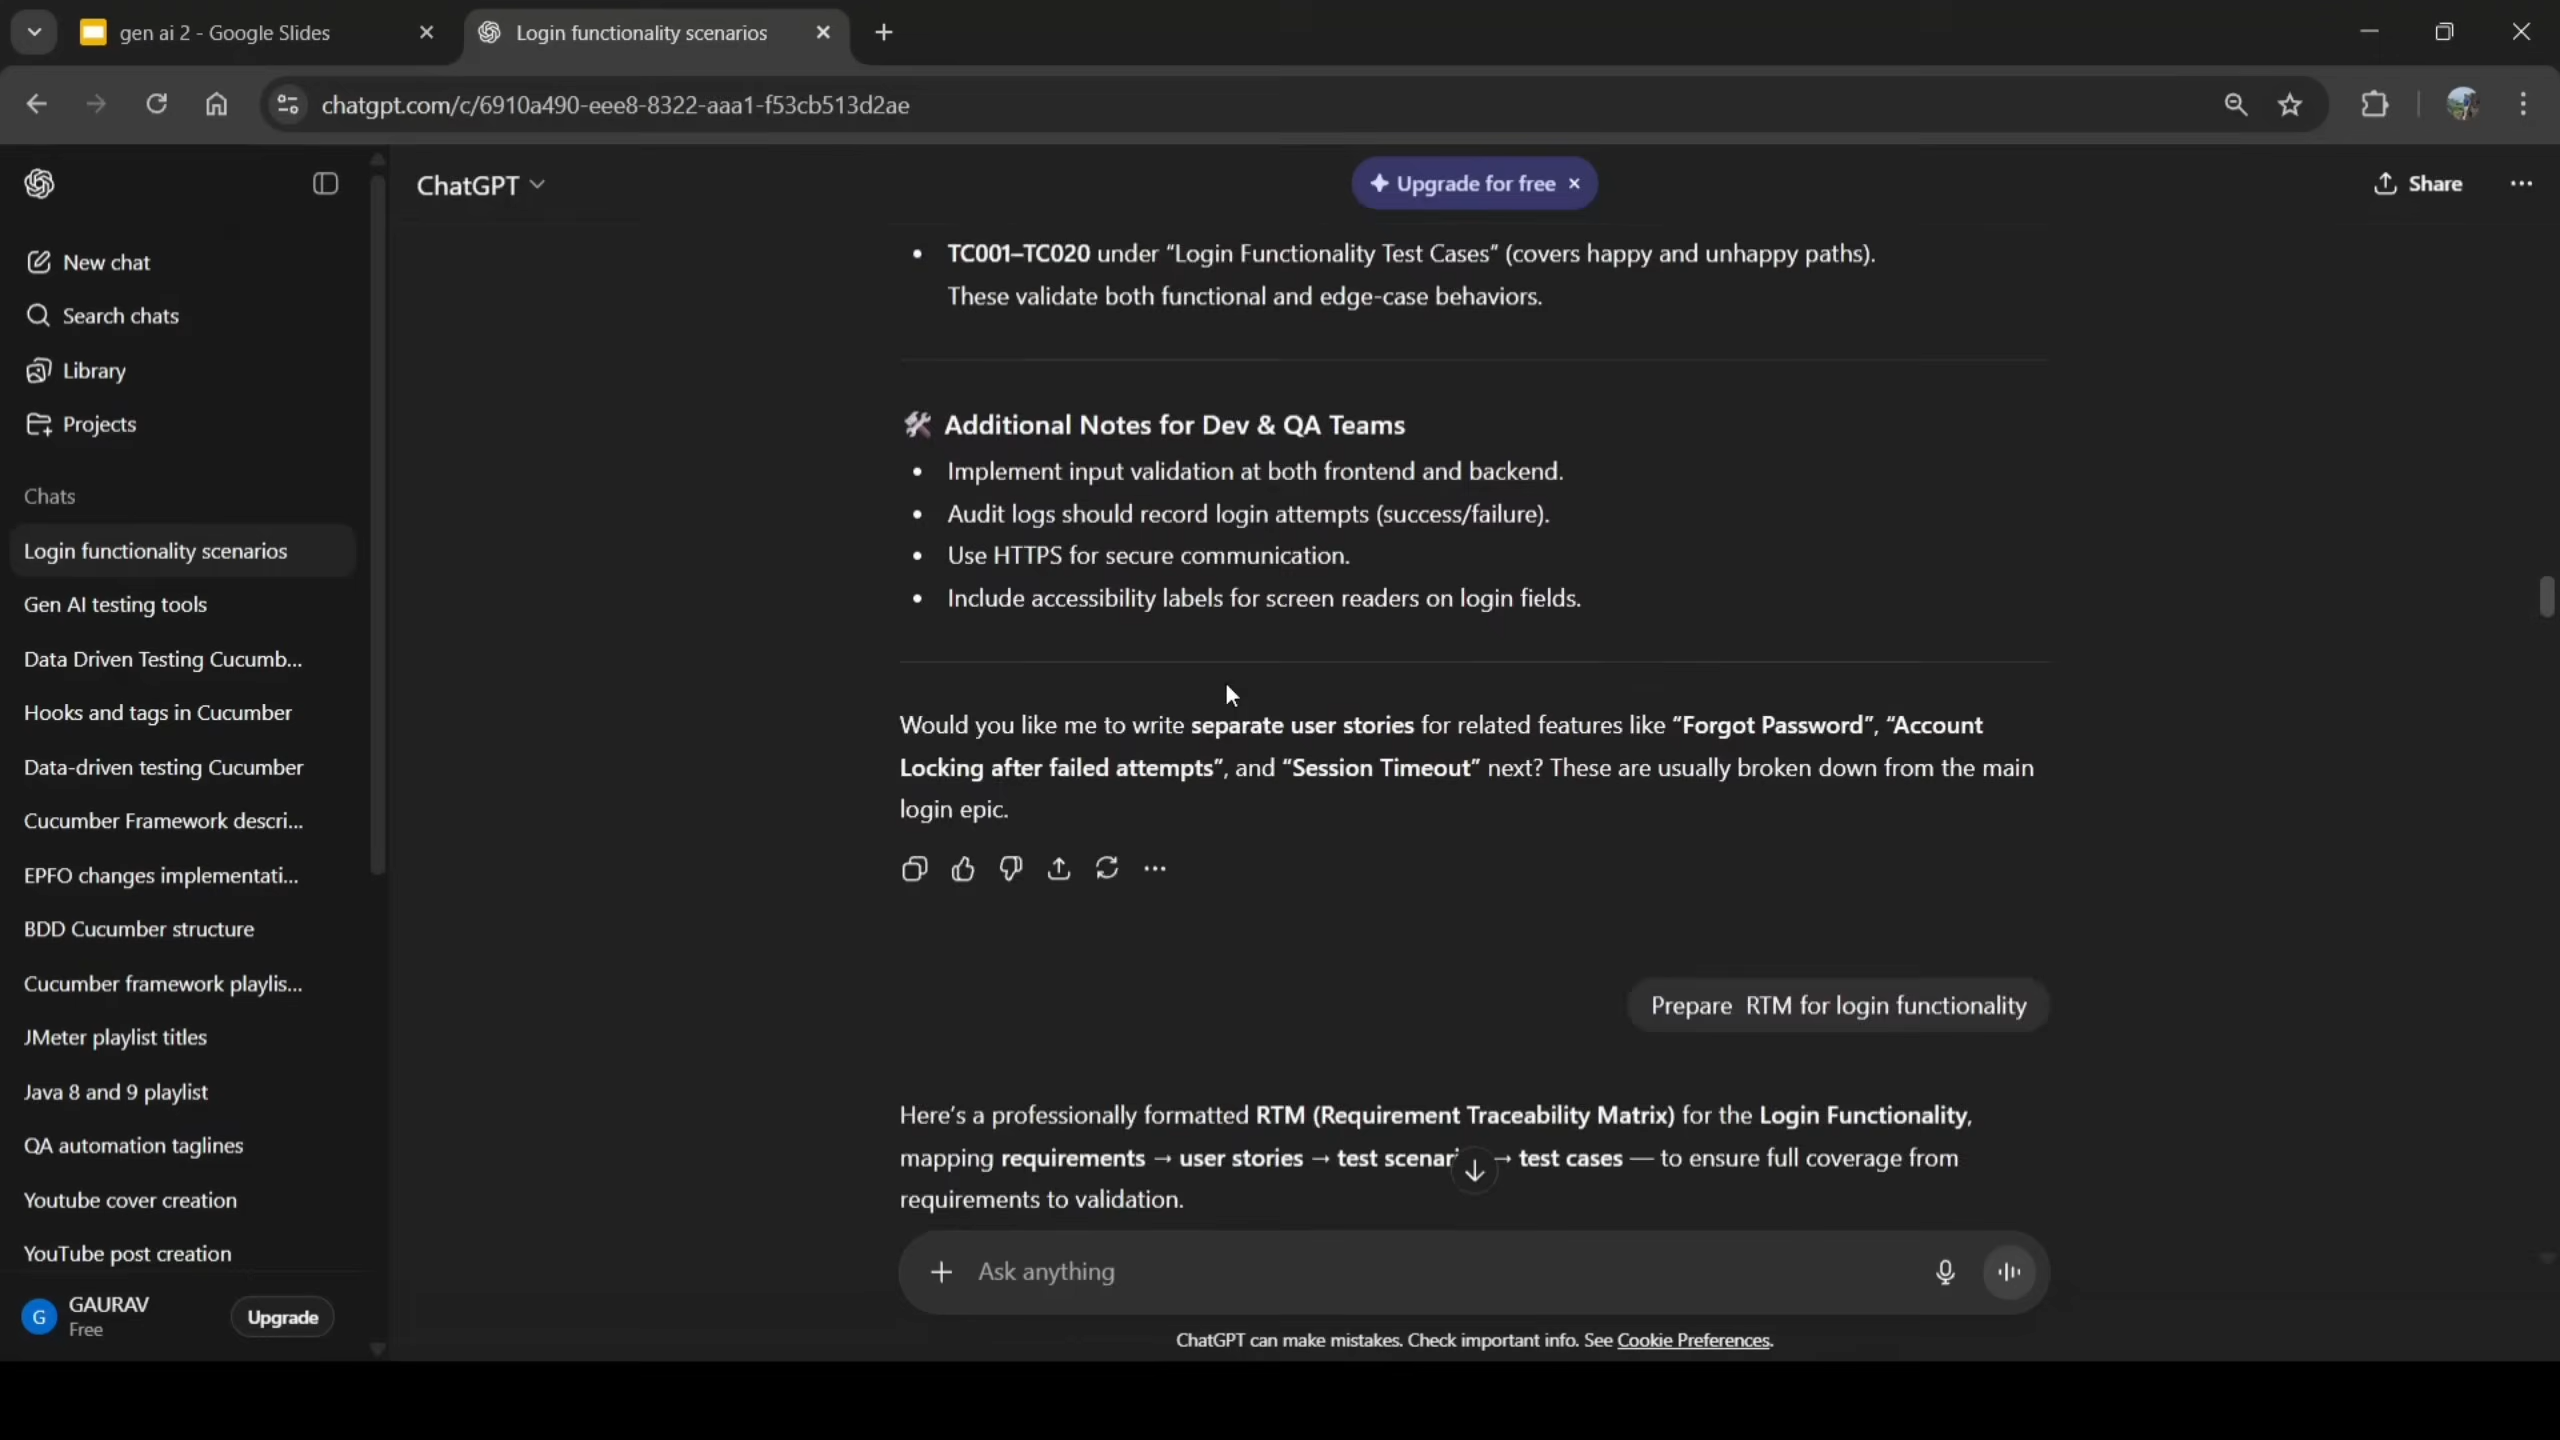 gen ai 2 - Google Slides
Login functionality scenarios
chatgpt.com/c/6910a490-eee8-8322-aaa1-f53cb513d2ae
ChatGPT
Upgrade for free
Share
New chat
Search chats
Library
Projects
Chats
Login functionality scenarios
Gen AI testing tools
Data Driven Testing Cucumb...
Hooks and tags in Cucumber
Data-driven testing Cucumber
Cucumber Framework descri...
EPFO changes implementati...
BDD Cucumber structure
Cucumber framework playlis...
JMeter playlist titles
Java 8 and 9 playlist
QA automation taglines
Youtube cover creation
YouTube post creation
G
GAURAV
Free
Upgrade
• TC001–TC020 under “Login Functionality Test Cases” (covers happy and unhappy paths).
These validate both functional and edge-case behaviors.
🛠 Additional Notes for Dev & QA Teams
• Implement input validation at both frontend and backend.
• Audit logs should record login attempts (success/failure).
• Use HTTPS for secure communication.
• Include accessibility labels for screen readers on login fields.
Would you like me to write separate user stories for related features like “Forgot Password”, “Account
Locking after failed attempts”, and “Session Timeout” next? These are usually broken down from the main
login epic.
Prepare RTM for login functionality
Here’s a professionally formatted RTM (Requirement Traceability Matrix) for the Login Functionality,
mapping requirements → user stories → test scenari → test cases — to ensure full coverage from
requirements to validation.
Ask anything
ChatGPT can make mistakes. Check important info. See Cookie Preferences.